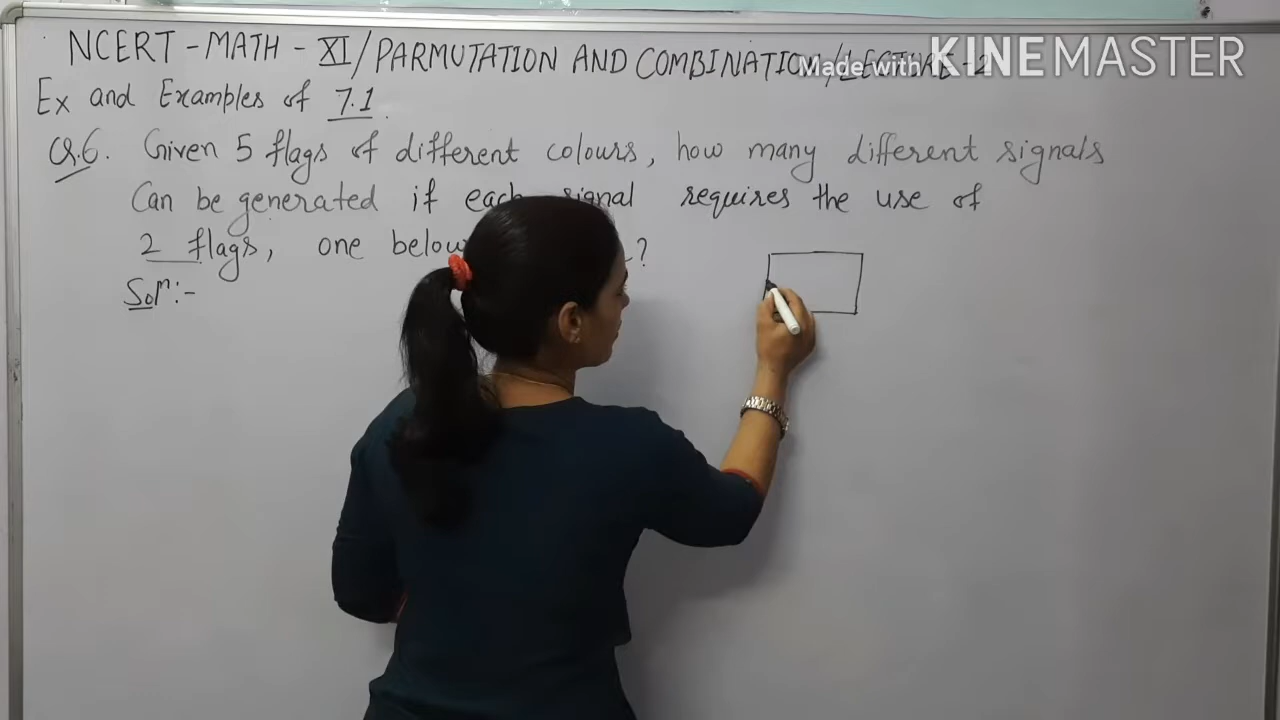 NCERT - MATH - XI / PARMUTATION AND COMBINATION / LECTURE - 2
Made with KINEMASTER
Ex and Examples of 7.1
Q.6. Given 5 flags of different colours, how many different signals
Can be generated if each signal requires the use of
2 flags, one below ?
Solⁿ:-